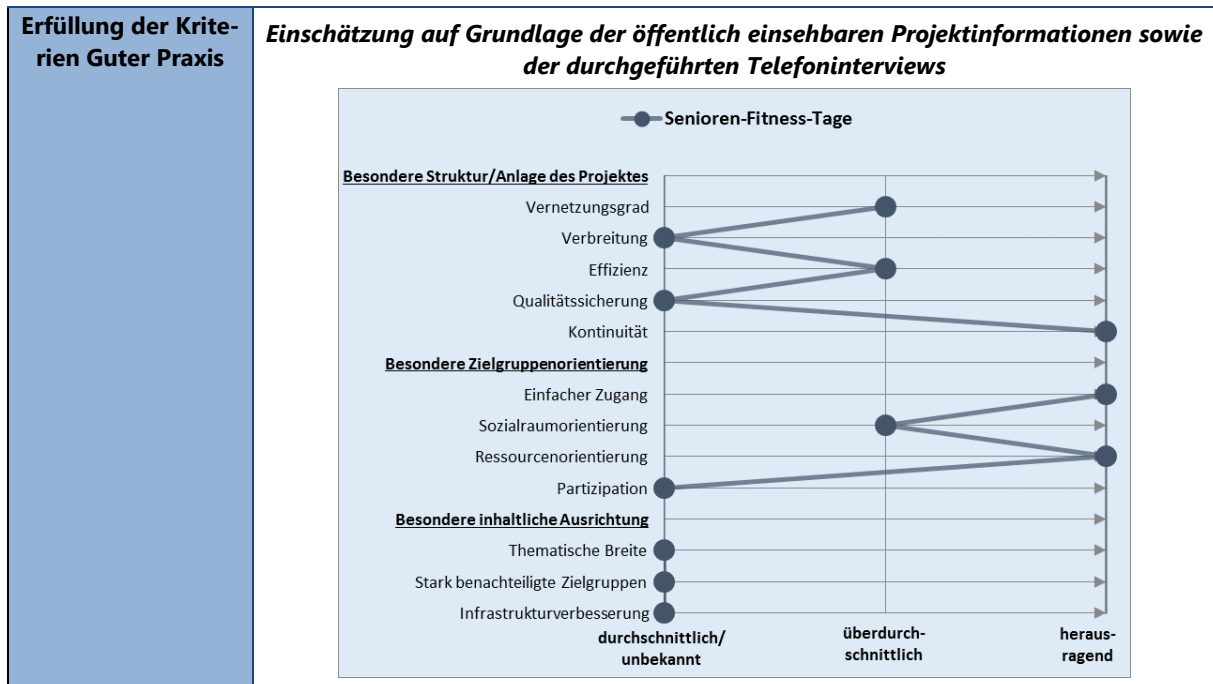 Erfüllung der Krite-
rien Guter Praxis
Einschätzung auf Grundlage der öffentlich einsehbaren Projektinformationen sowie
der durchgeführten Telefoninterviews
Senioren-Fitness-Tage
Besondere Struktur/Anlage des Projektes
Vernetzungsgrad
Verbreitung
Effizienz
Qualitätssicherung
Kontinuität
Besondere Zielgruppenorientierung
Einfacher Zugang
Sozialraumorientierung
Ressourcenorientierung
Partizipation
Besondere inhaltliche Ausrichtung
Thematische Breite
Stark benachteiligte Zielgruppen
Infrastrukturverbesserung
durchschnittlich/
unbekannt
überdurch-
schnittlich
heraus-
ragend